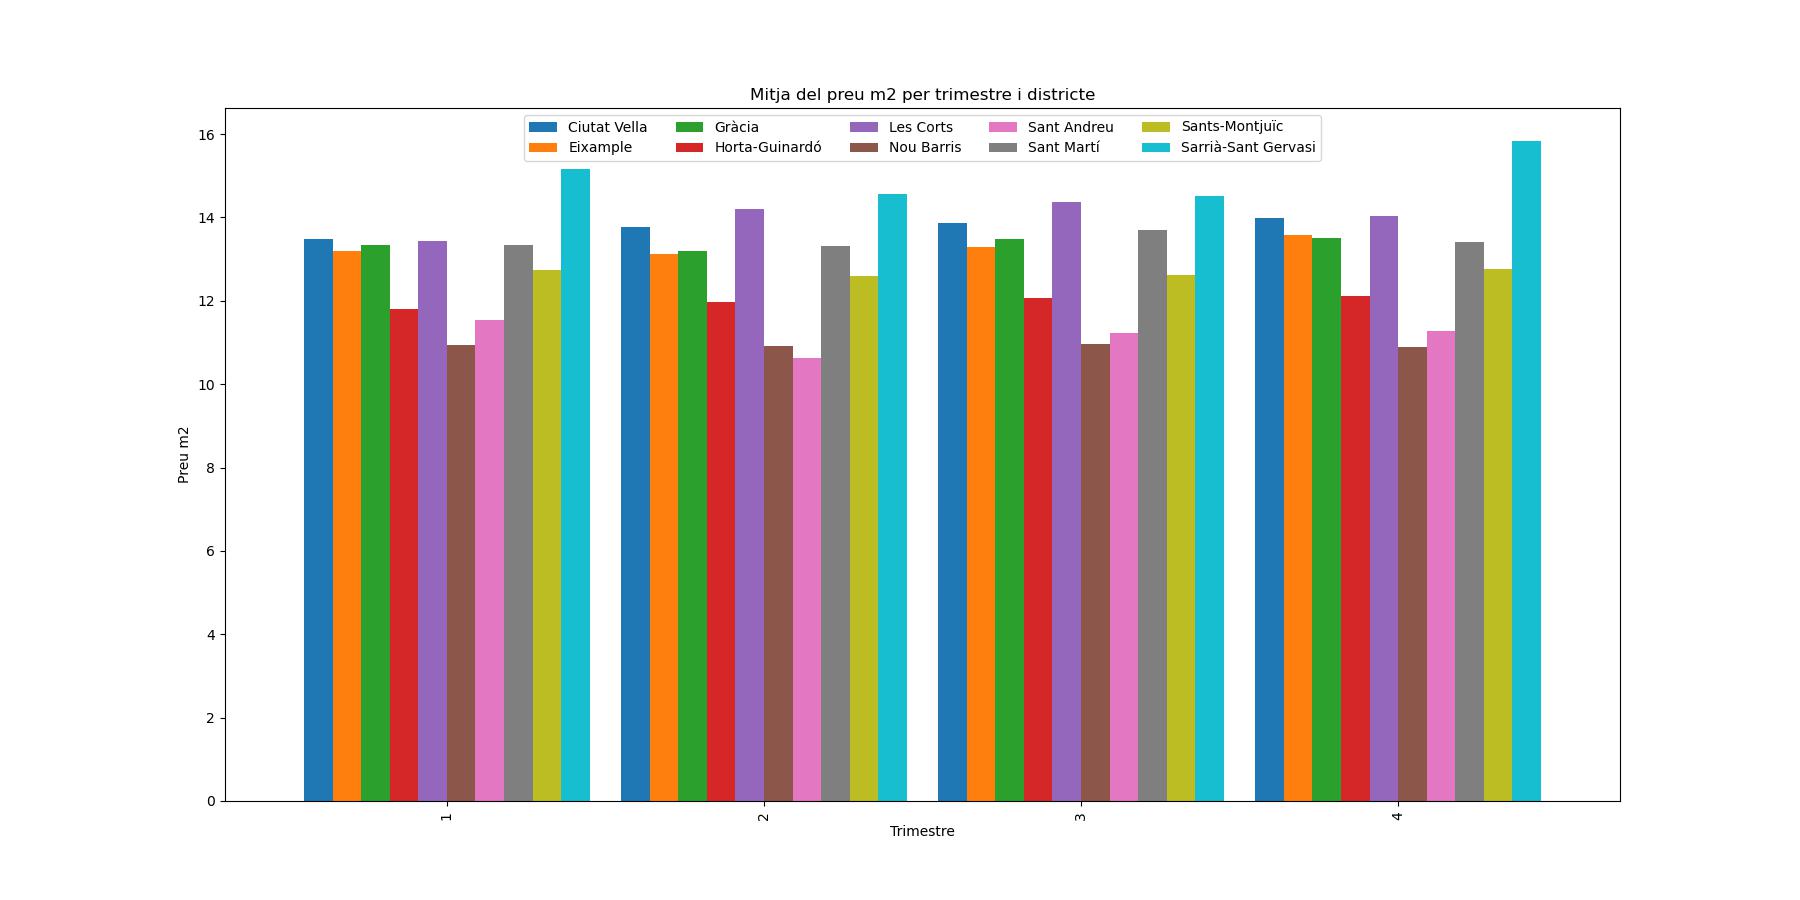 Mitja del preu m2 per trimestre i districte
Ciutat Vella
Eixample
Gràcia
Horta-Guinardó
Les Corts
Nou Barris
Sant Andreu
Sant Martí
Sants-Montjuïc
Sarrià-Sant Gervasi
16
14
12
10
8
6
4
2
0
Preu m2
1
2
3
4
Trimestre